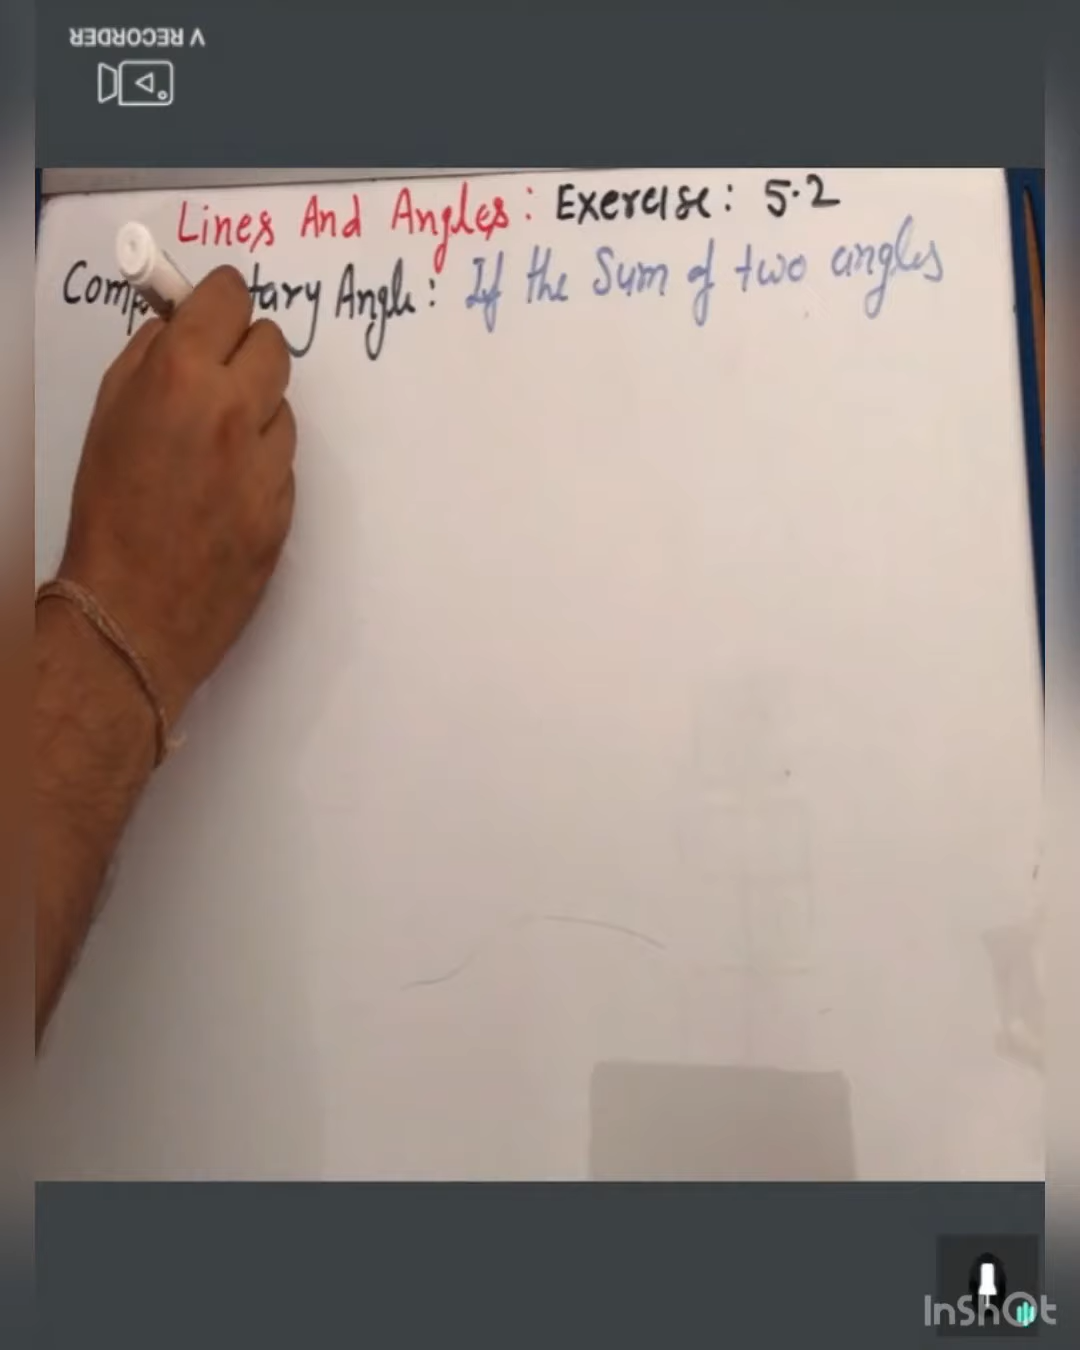 V RECORDER
Lines And Angles: Exercise: 5.2
Angle: If the Sum of two angles
InShOt